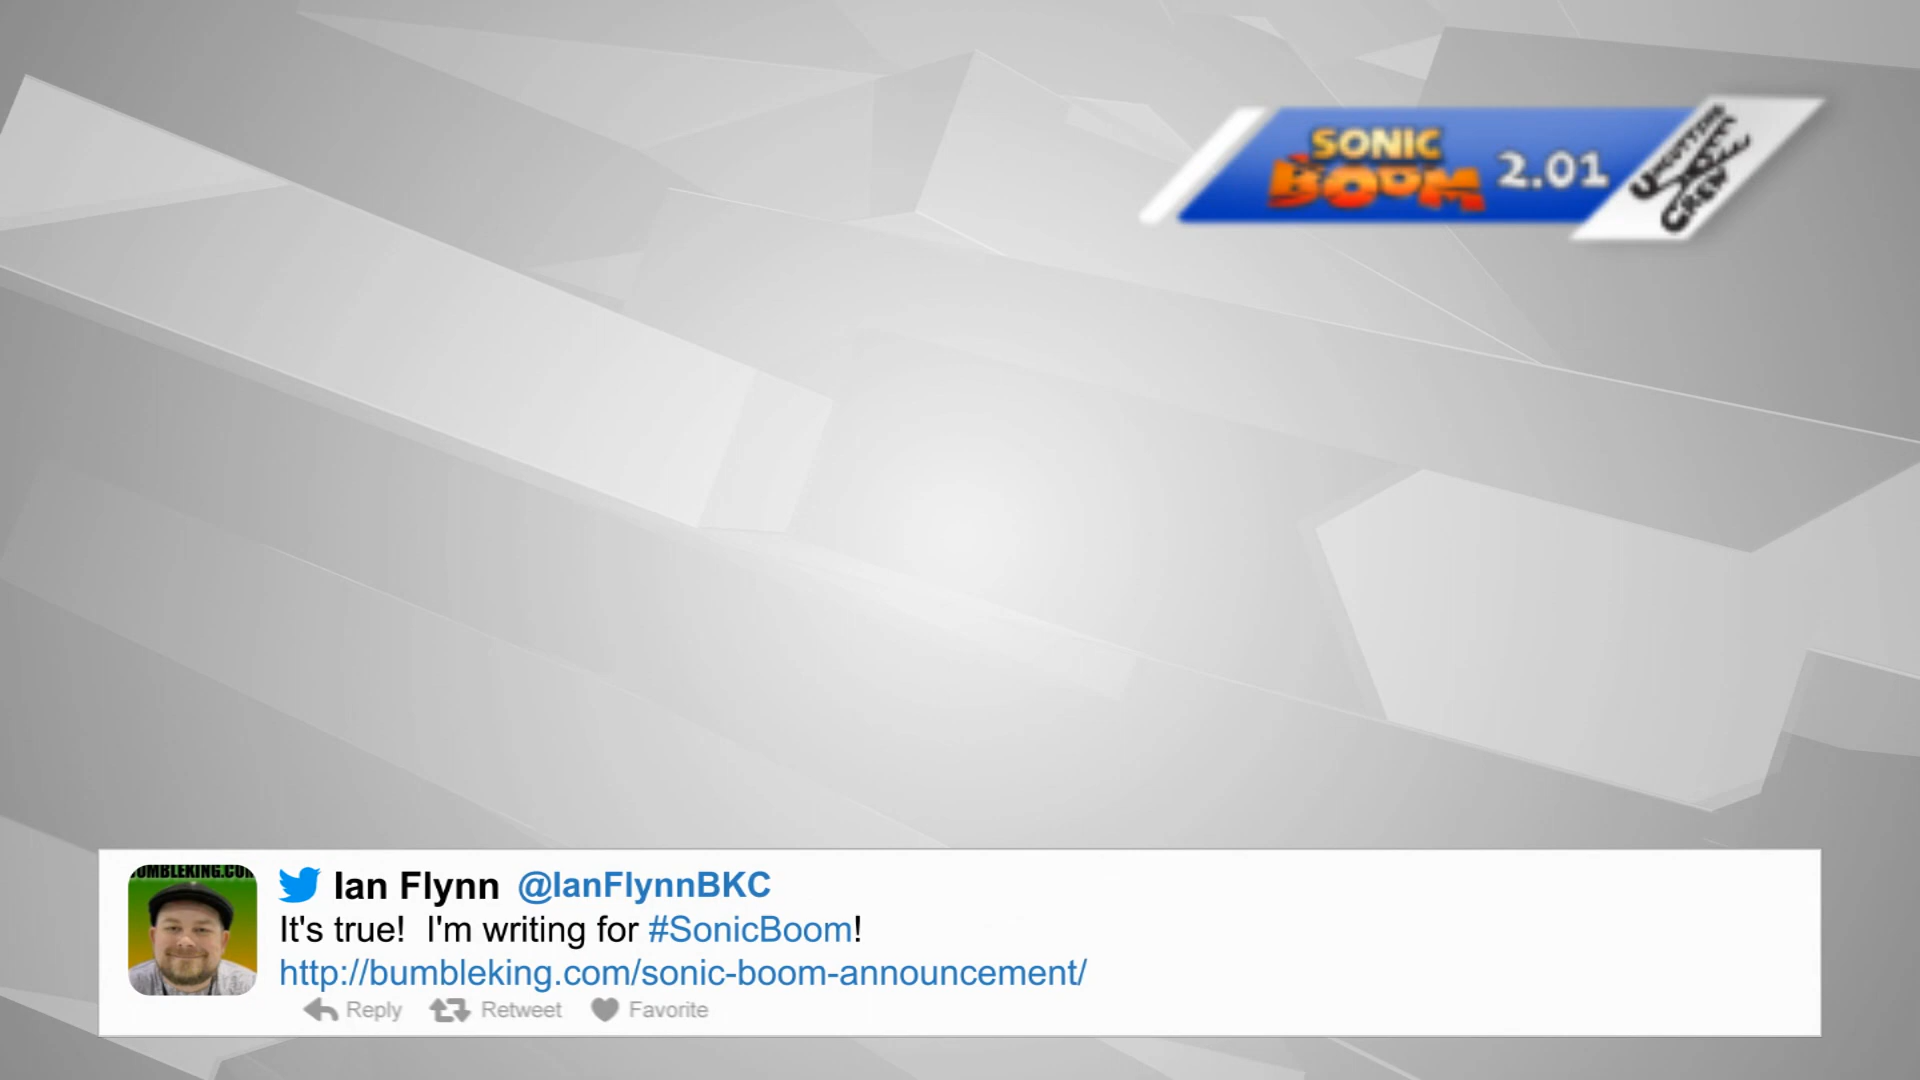 SONIC
BOOM
2.01
CREW
Ian Flynn @IanFlynnBKC
It's true!  I'm writing for #SonicBoom!
http://bumbleking.com/sonic-boom-announcement/
Reply Retweet Favorite